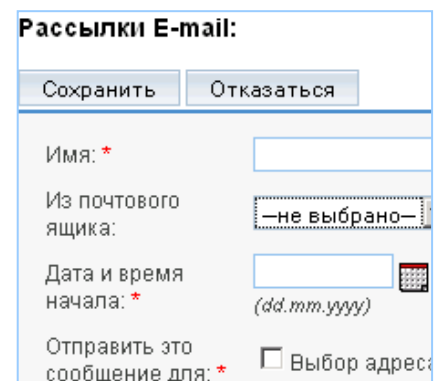 Рассылки E-mail:
Сохранить Отказаться
Имя: *
Из почтового
ящика:
—не выбрано—
Дата и время
начала: *
(dd.mm.yyyy)
Отправить это
сообщение для: *
Выбор адреса